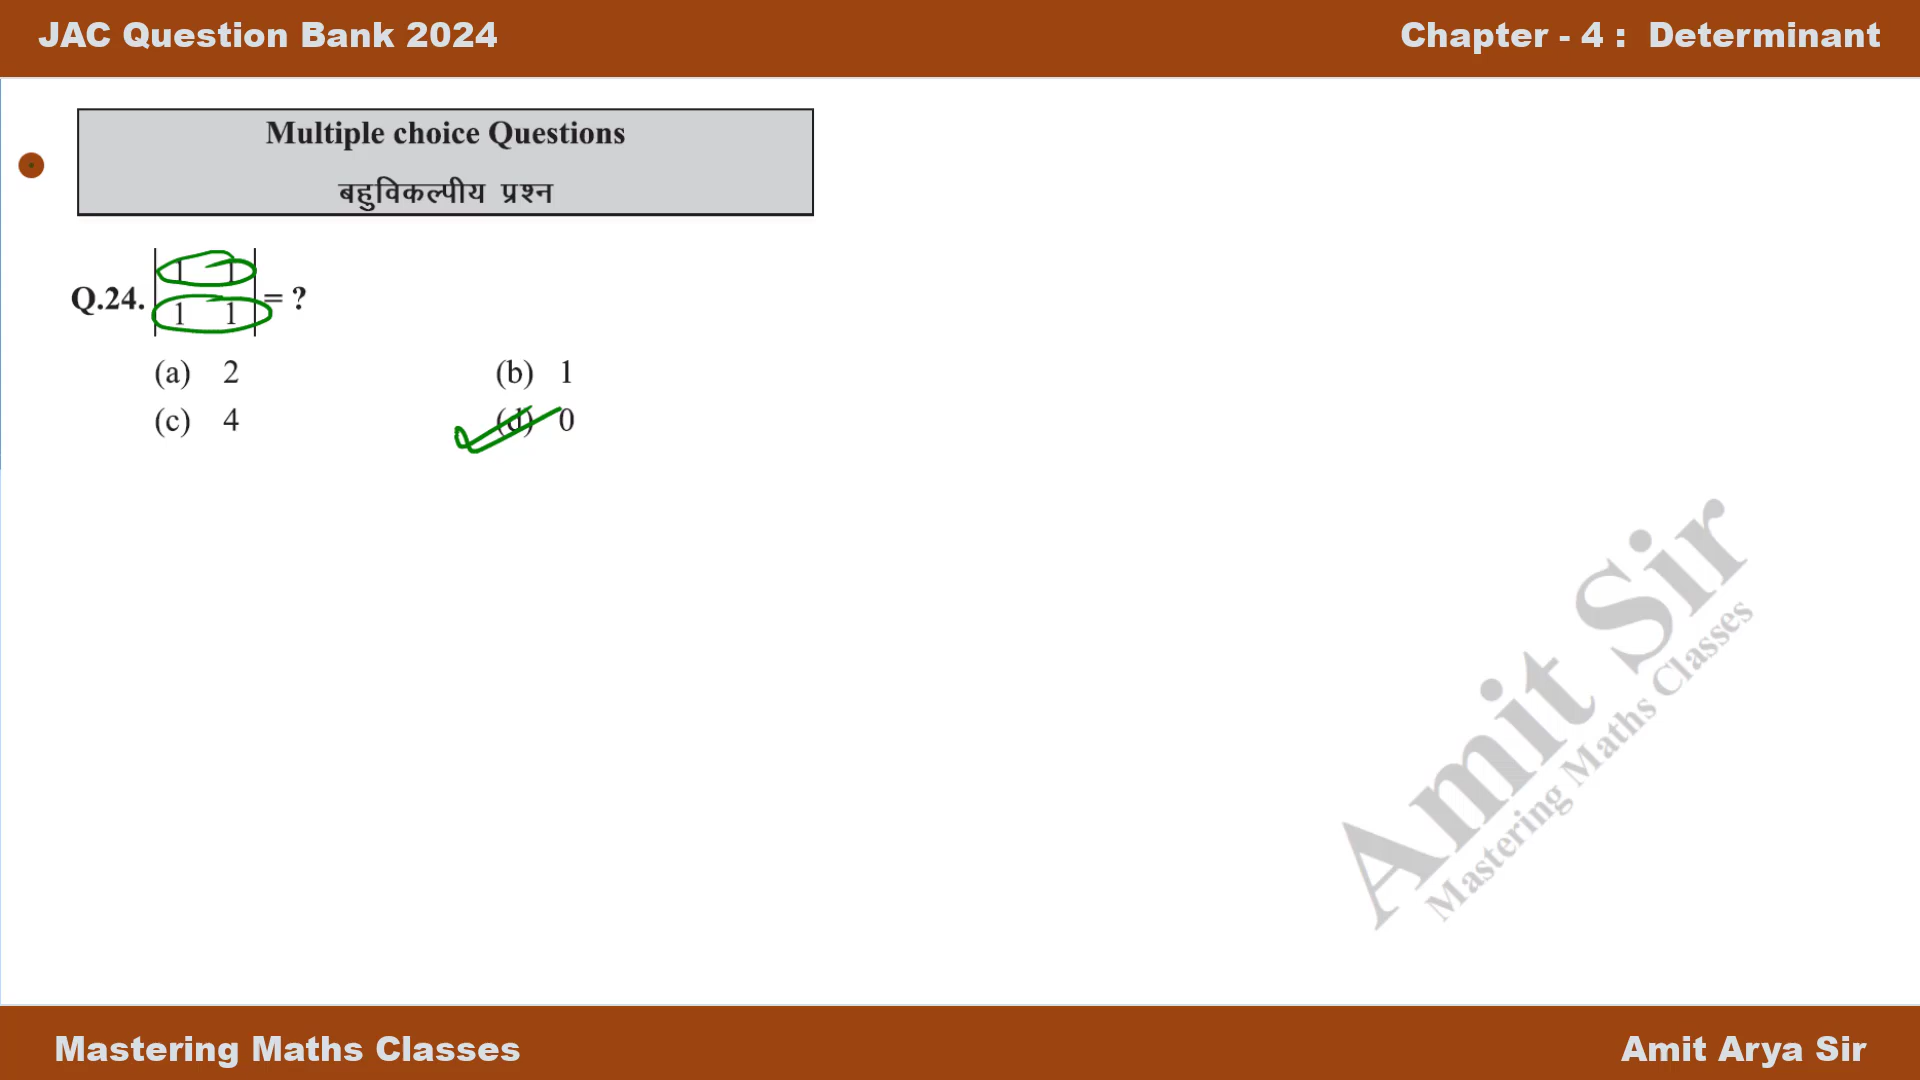 JAC Question Bank 2024
Chapter - 4 : Determinant
Multiple choice Questions
बहुविकल्पीय प्रश्न
1 1
Q.24. = ?
1 1
(a) 2 (b) 1
(c) 4 (d) 0
Amit Sir
Mastering Maths Classes
Mastering Maths Classes
Amit Arya Sir